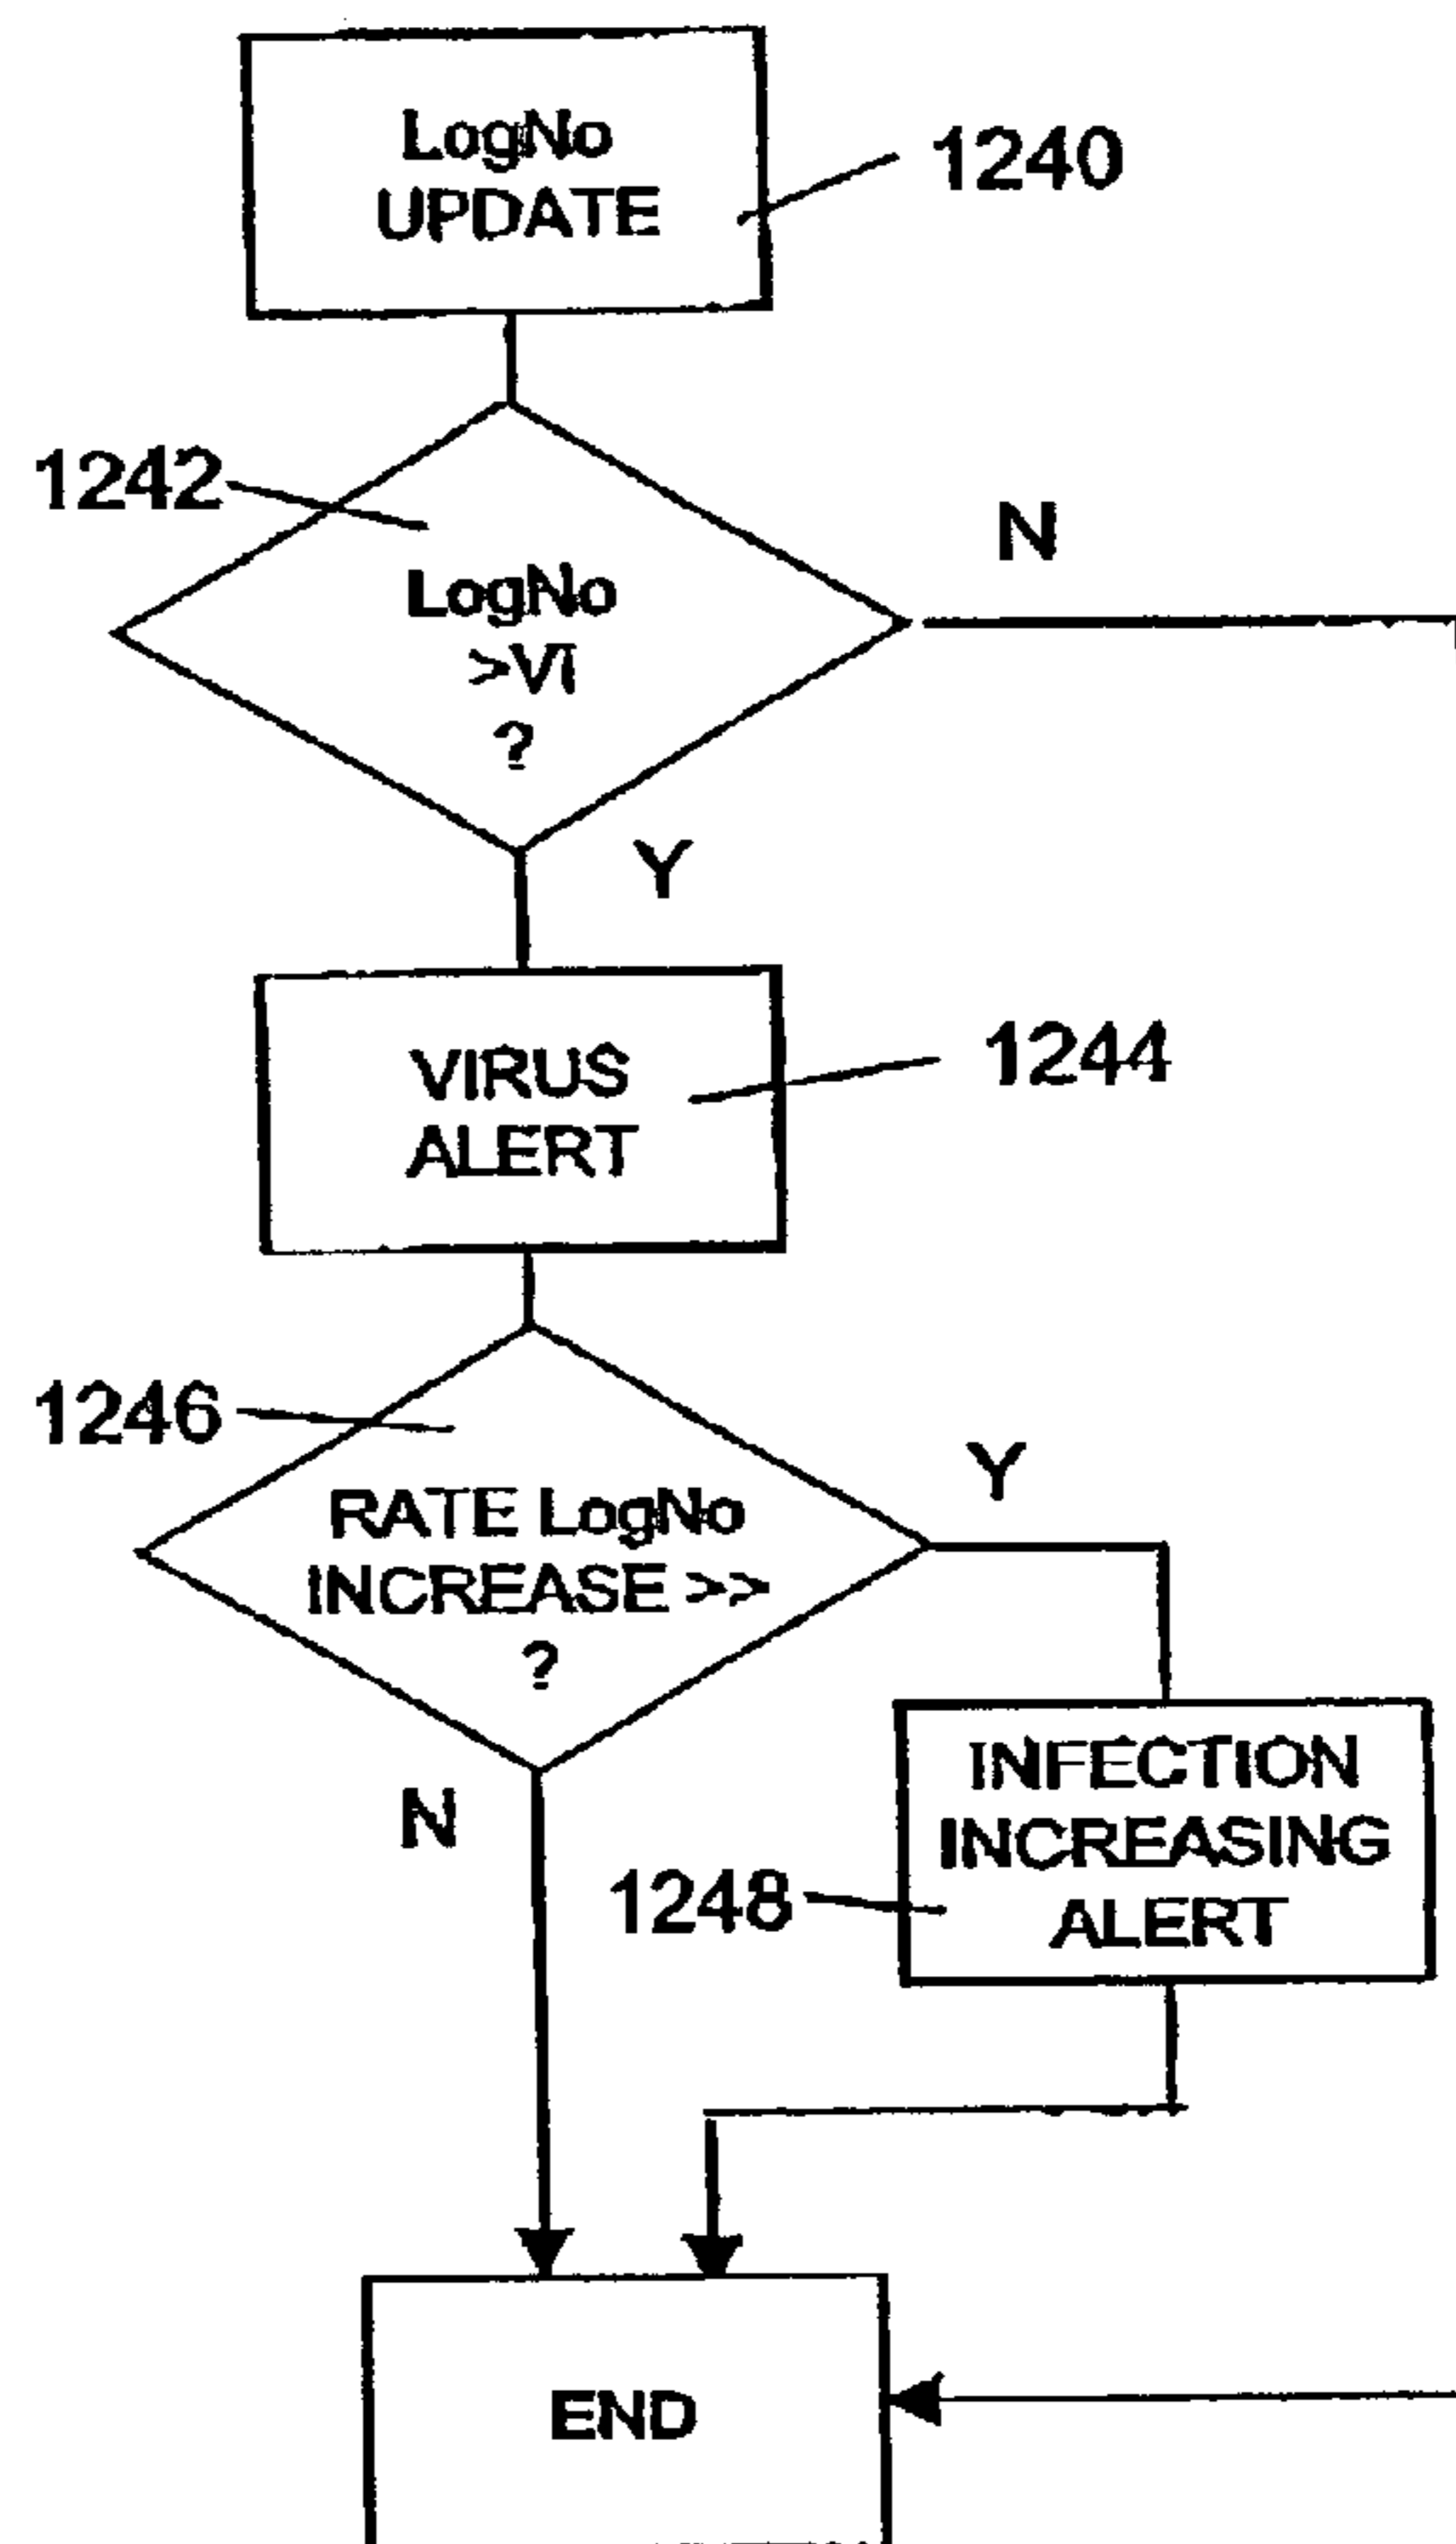 LogNo
UPDATE
1240
1242
LogNo
>VI
?
N
Y
VIRUS
ALERT
1244
1246
RATE LogNo
INCREASE >>
?
Y
N
INFECTION
INCREASING
ALERT
1248
END